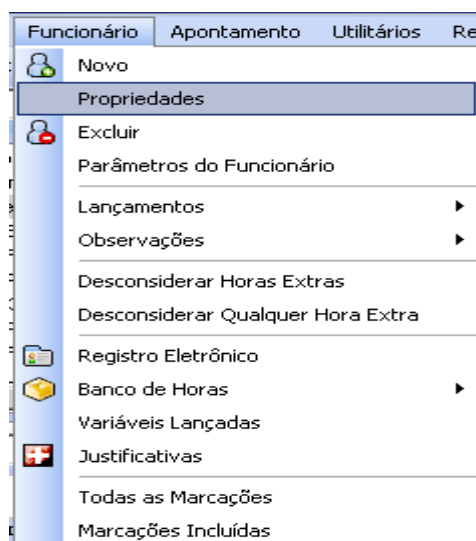 Funcionário Apontamento Utilitários Re
Novo
Propriedades
Excluir
Parâmetros do Funcionário
Lançamentos
Observações
Desconsiderar Horas Extras
Desconsiderar Qualquer Hora Extra
Registro Eletrônico
Banco de Horas
Variáveis Lançadas
Justificativas
Todas as Marcações
Marcações Incluídas